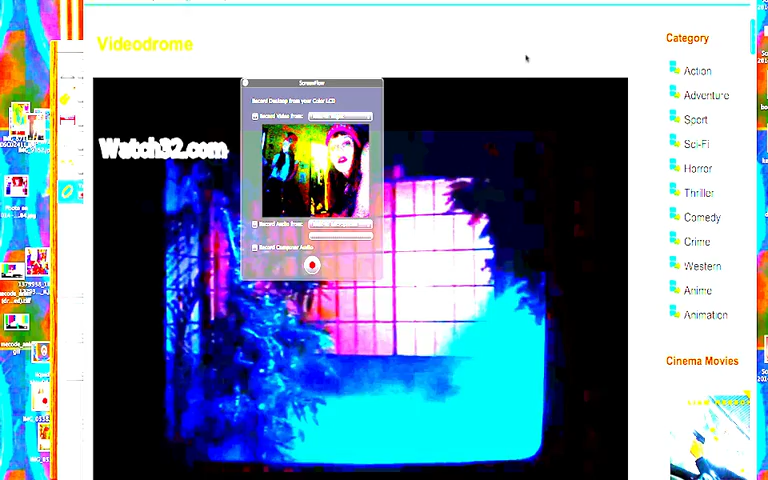 Videodrome
Watch32.com
ScreenFlow
Record Desktop from your Color LCD
Record Video from:
Record Audio from:
Record Computer Audio
Category
Action
Adventure
Sport
Sci-Fi
Horror
Thriller
Comedy
Crime
Western
Anime
Animation
Cinema Movies